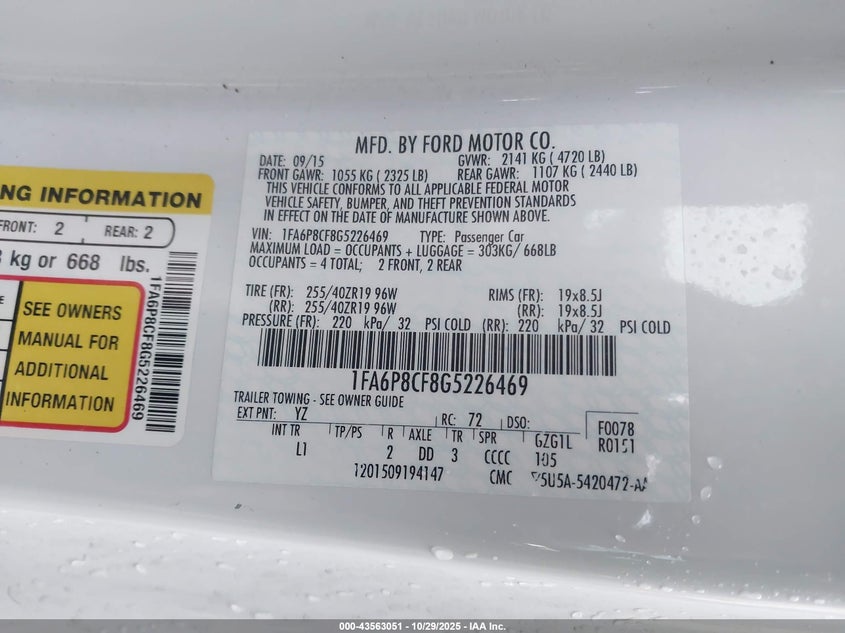 NG INFORMATION
FRONT: 2 REAR: 2
kg or 668 lbs.
SEE OWNERS
MANUAL FOR
ADDITIONAL
INFORMATION
1FA6P8CF8G5226469
MFD. BY FORD MOTOR CO.
DATE: 09/15 GVWR: 2141 KG ( 4720 LB)
FRONT GAWR: 1055 KG ( 2325 LB) REAR GAWR: 1107 KG ( 2440 LB)
THIS VEHICLE CONFORMS TO ALL APPLICABLE FEDERAL MOTOR
VEHICLE SAFETY, BUMPER, AND THEFT PREVENTION STANDARDS
IN EFFECT ON THE DATE OF MANUFACTURE SHOWN ABOVE.
VIN: 1FA6P8CF8G5226469 TYPE: Passenger Car
MAXIMUM LOAD = OCCUPANTS + LUGGAGE = 303KG/ 668LB
OCCUPANTS = 4 TOTAL; 2 FRONT, 2 REAR
TIRE (FR): 255/40ZR19 96W RIMS (FR): 19x8.5J
(RR): 255/40ZR19 96W (RR): 19x8.5J
PRESSURE (FR): 220 kPa/ 32 PSI COLD (RR): 220 kPa/ 32 PSI COLD
1FA6P8CF8G5226469
TRAILER TOWING - SEE OWNER GUIDE
EXT PNT: YZ RC: 72 DSO: F0078
INT TR TP/PS R AXLE TR SPR GZG1L R0151
L1 2 DD 3 CCCC 105
1201509194147 CMC 5U5A-5420472-AA
000-43563051 - 10/29/2025 - IAA Inc.